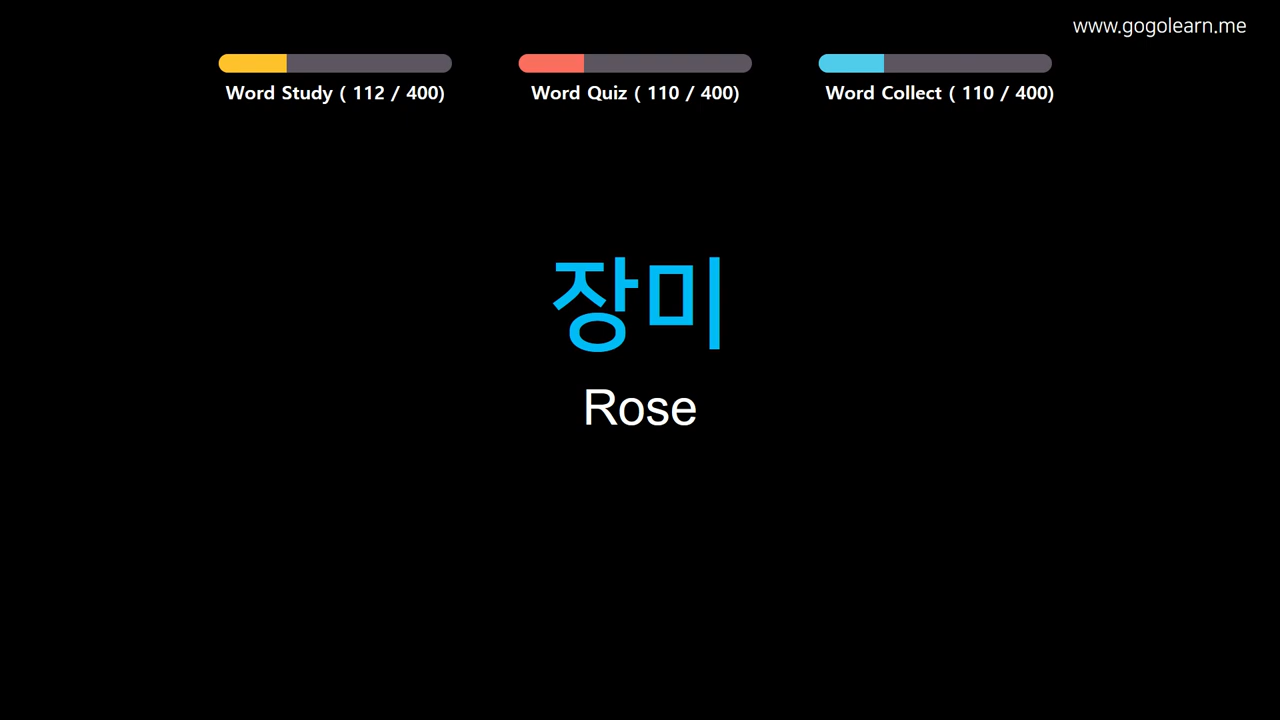 www.gogolearn.me
Word Study ( 112 / 400)
Word Quiz ( 110 / 400)
Word Collect ( 110 / 400)
장미
Rose